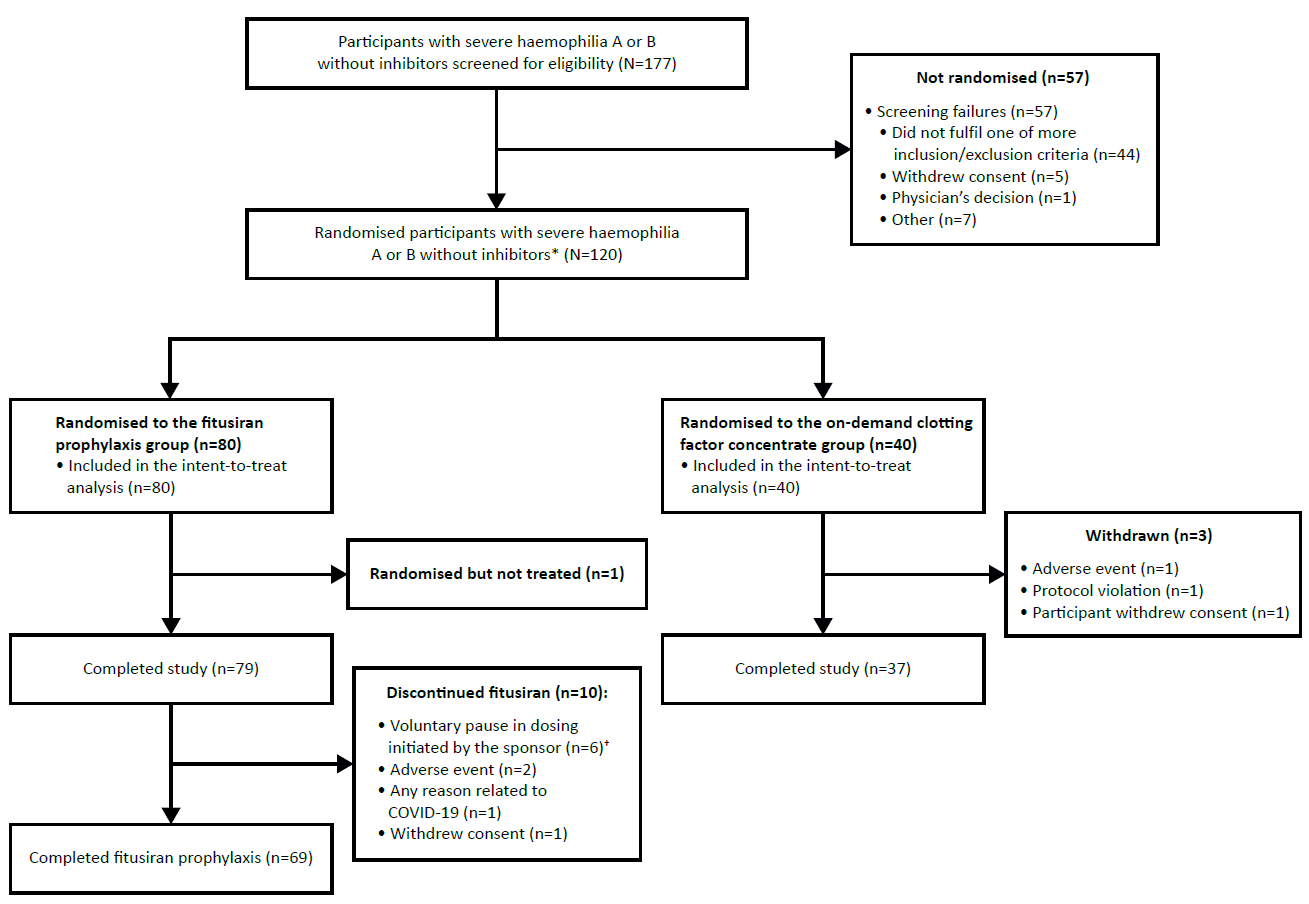 Participants with severe haemophilia A or B
without inhibitors screened for eligibility (N=177)
Not randomised (n=57)
• Screening failures (n=57)
• Did not fulfil one of more
inclusion/exclusion criteria (n=44)
• Withdrew consent (n=5)
• Physician’s decision (n=1)
• Other (n=7)
Randomised participants with severe haemophilia
A or B without inhibitors* (N=120)
Randomised to the fitusiran
prophylaxis group (n=80)
• Included in the intent-to-treat
analysis (n=80)
Randomised to the on-demand clotting
factor concentrate group (n=40)
• Included in the intent-to-treat
analysis (n=40)
Randomised but not treated (n=1)
Withdrawn (n=3)
• Adverse event (n=1)
• Protocol violation (n=1)
• Participant withdrew consent (n=1)
Completed study (n=79)
Completed study (n=37)
Discontinued fitusiran (n=10):
• Voluntary pause in dosing
initiated by the sponsor (n=6)†
• Adverse event (n=2)
• Any reason related to
COVID-19 (n=1)
• Withdrew consent (n=1)
Completed fitusiran prophylaxis (n=69)